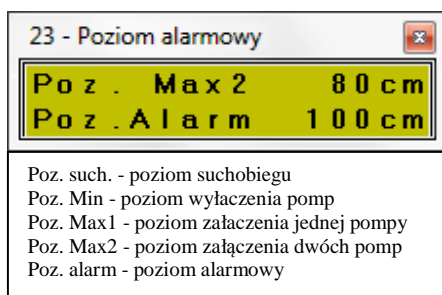 23 - Poziom alarmowy
Poz. Max2 80cm
Poz.Alarm 100cm
Poz. such. - poziom suchobiegu
Poz. Min - poziom wyłaczenia pomp
Poz. Max1 - poziom załaczenia jednej pompy
Poz. Max2 - poziom załączenia dwóch pomp
Poz. alarm - poziom alarmowy